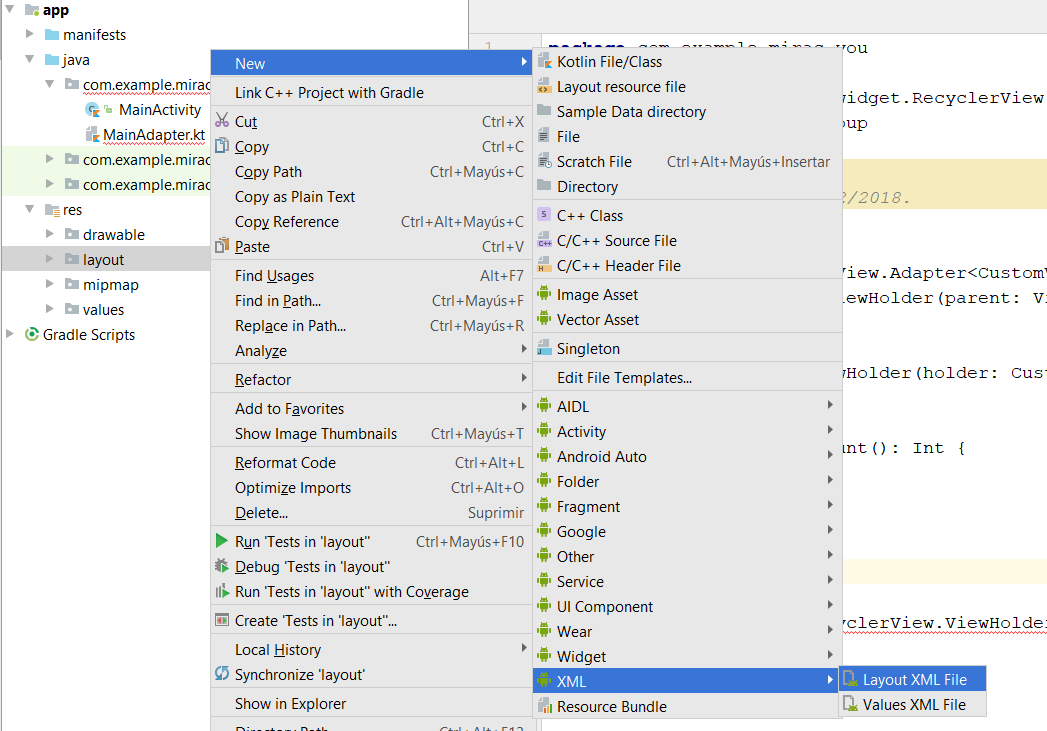 app
manifests
java
com.example.mirac
MainActivity
MainAdapter.kt
com.example.mirac
com.example.mirac
res
drawable
layout
mipmap
values
Gradle Scripts
New
Link C++ Project with Gradle
Cut Ctrl+X
Copy Ctrl+C
Copy Path Ctrl+Mayús+C
Copy as Plain Text
Copy Reference Ctrl+Alt+Mayús+C
Paste Ctrl+V
Find Usages Alt+F7
Find in Path... Ctrl+Mayús+F
Replace in Path... Ctrl+Mayús+R
Analyze
Refactor
Add to Favorites
Show Image Thumbnails Ctrl+Mayús+T
Reformat Code Ctrl+Alt+L
Optimize Imports Ctrl+Alt+O
Delete... Suprimir
Run 'Tests in 'layout'' Ctrl+Mayús+F10
Debug 'Tests in 'layout''
Run 'Tests in 'layout'' with Coverage
Create 'Tests in 'layout''...
Local History
Synchronize 'layout'
Show in Explorer
Directory Path Ctrl+Alt+F12
Kotlin File/Class
Layout resource file
Sample Data directory
File
Scratch File Ctrl+Alt+Mayús+Insertar
Directory
C++ Class
C/C++ Source File
C/C++ Header File
Image Asset
Vector Asset
Singleton
Edit File Templates...
AIDL
Activity
Android Auto
Folder
Fragment
Google
Other
Service
UI Component
Wear
Widget
XML
Resource Bundle
Layout XML File
Values XML File
1
package com.example.mirac.you
widget.RecyclerView
oup
2/2018.
View.Adapter<CustomV
iewHolder(parent: Vi
wHolder(holder: Cust
unt(): Int {
yclerView.ViewHolder